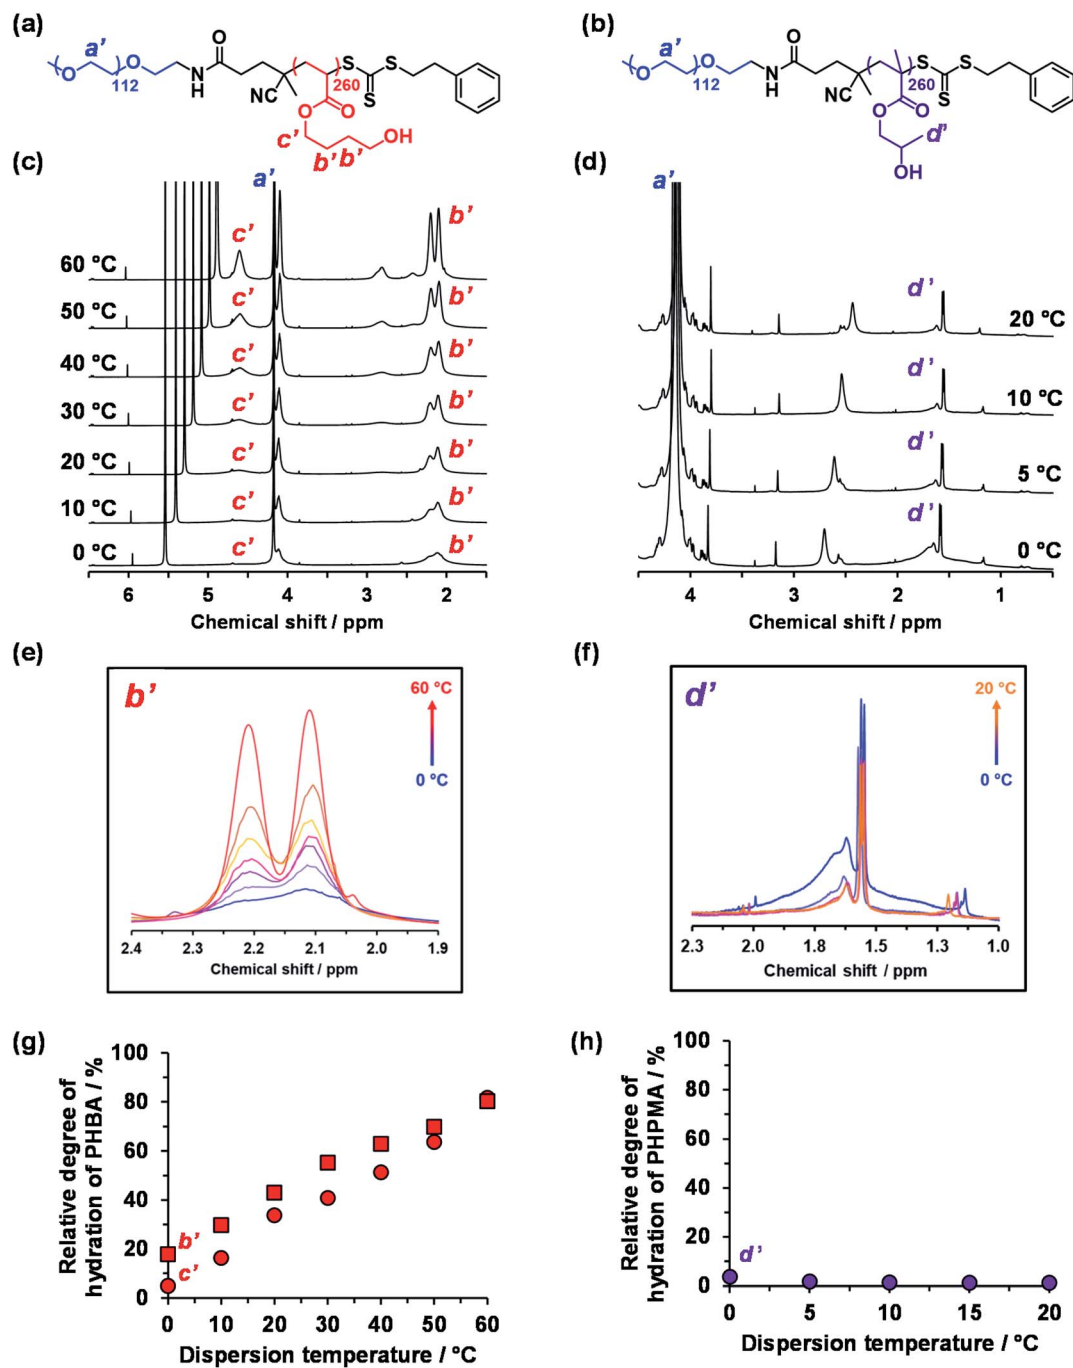 (a)
(b)
a’
O
O
112
N
H
O
NC
260
S
S
S
O
O
c’
b’ b’
OH
a’
O
O
112
N
H
O
NC
260
S
S
S
O
O
d’
OH
(c)
(d)
a’
b’
c’
60 °C
c’
b’
50 °C
c’
b’
40 °C
c’
b’
30 °C
c’
b’
20 °C
c’
b’
10 °C
c’
b’
0 °C
6 5 4 3 2
Chemical shift / ppm
a’
d’
20 °C
d’
10 °C
d’
5 °C
d’
0 °C
4 3 2 1
Chemical shift / ppm
(e)
(f)
b’
60 °C
0 °C
2.4 2.3 2.2 2.1 2.0 1.9
Chemical shift / ppm
d’
20 °C
0 °C
2.3 2.0 1.8 1.5 1.3 1.0
Chemical shift / ppm
(g)
(h)
Relative degree of
hydration of PHBA / %
100
80
60
40
20
0
b’
c’
0 10 20 30 40 50 60
Dispersion temperature / °C
Relative degree of
hydration of PHPMA / %
100
80
60
40
20
0
d’
0 5 10 15 20
Dispersion temperature / °C